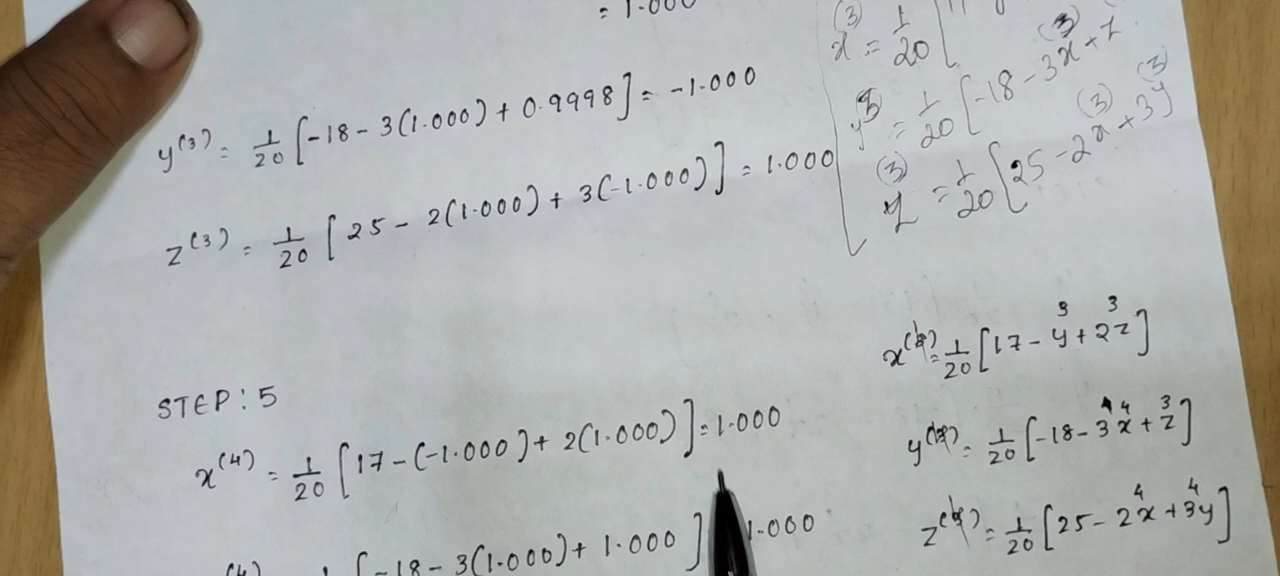 = 1.000
y⁽³⁾ = 1/20 [-18 - 3(1.000) + 0.9998] = -1.000
z⁽³⁾ = 1/20 [25 - 2(1.000) + 3(-1.000)] = 1.000
x⁽³⁾ = 1/20 [17
y = 1/20 [-18 - 3x⁽³⁾ + z
z⁽³⁾ = 1/20 [25 - 2x⁽³⁾ + 3y⁽³⁾
STEP: 5
x⁽⁴⁾ = 1/20 [17 - (-1.000) + 2(1.000)] = 1.000
[-18 - 3(1.000) + 1.000] 1.000
x = 1/20 [17 - y³ + 2z³]
y = 1/20 [-18 - 3x⁴ + z³]
z = 1/20 [25 - 2x⁴ + 3y⁴]